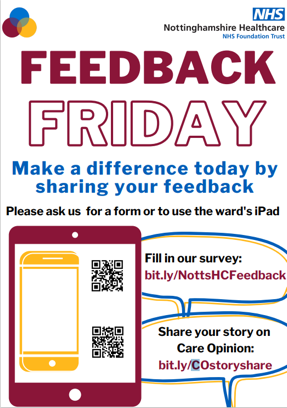 NHS
Nottinghamshire Healthcare
NHS Foundation Trust
FEEDBACK
FRIDAY
Make a difference today by
sharing your feedback
Please ask us for a form or to use the ward's iPad
Fill in our survey:
bit.ly/NottsHCFeedback
Share your story on
Care Opinion:
bit.ly/COstoryshare